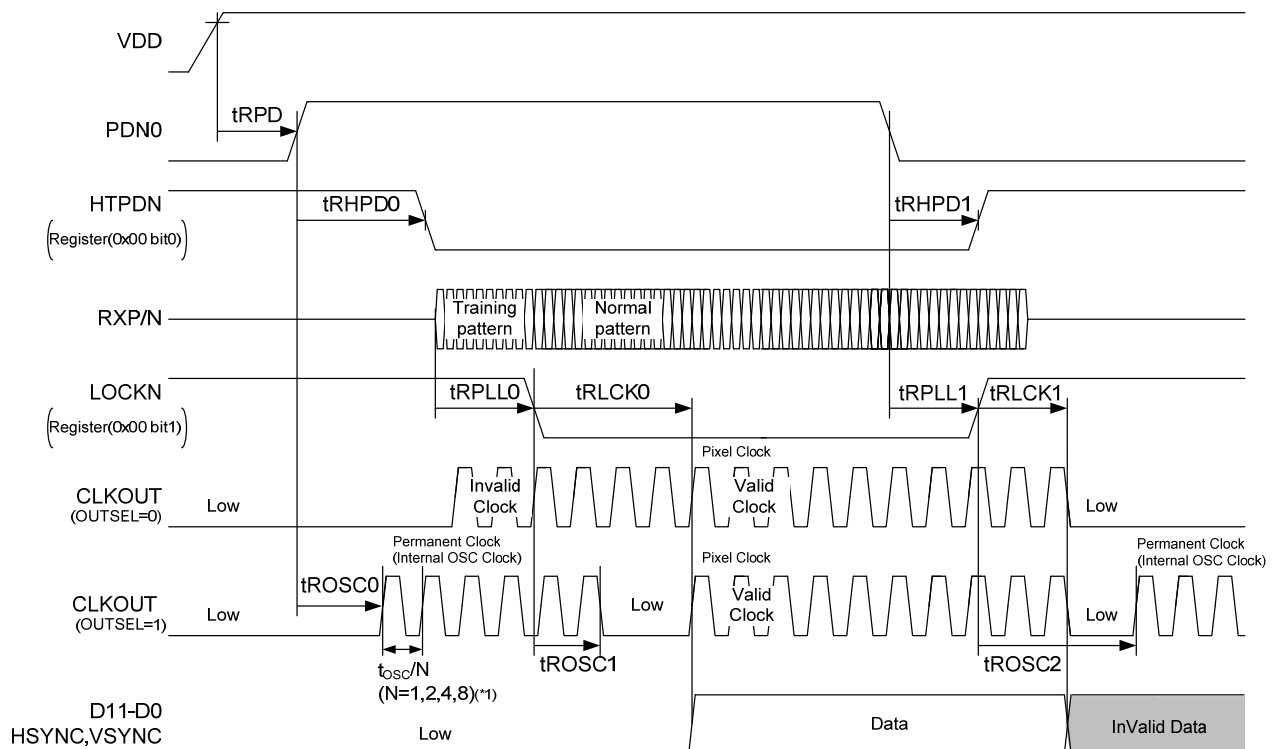 VDD
tRPD
PDN0
HTPDN
(Register(0x00 bit0))
tRHPD0
tRHPD1
RXP/N
Training
pattern
Normal
pattern
LOCKN
(Register(0x00 bit1))
tRPLL0
tRLCK0
tRPLL1
tRLCK1
CLKOUT
(OUTSEL=0)
Low
Invalid
Clock
Pixel Clock
Valid
Clock
Low
Permanent Clock
(Internal OSC Clock)
Pixel Clock
Permanent Clock
(Internal OSC Clock)
tROSC0
CLKOUT
(OUTSEL=1)
Low
Low
Valid
Clock
Low
tOSC/N
(N=1,2,4,8)(*1)
tROSC1
tROSC2
D11-D0
HSYNC,VSYNC
Low
Data
InValid Data